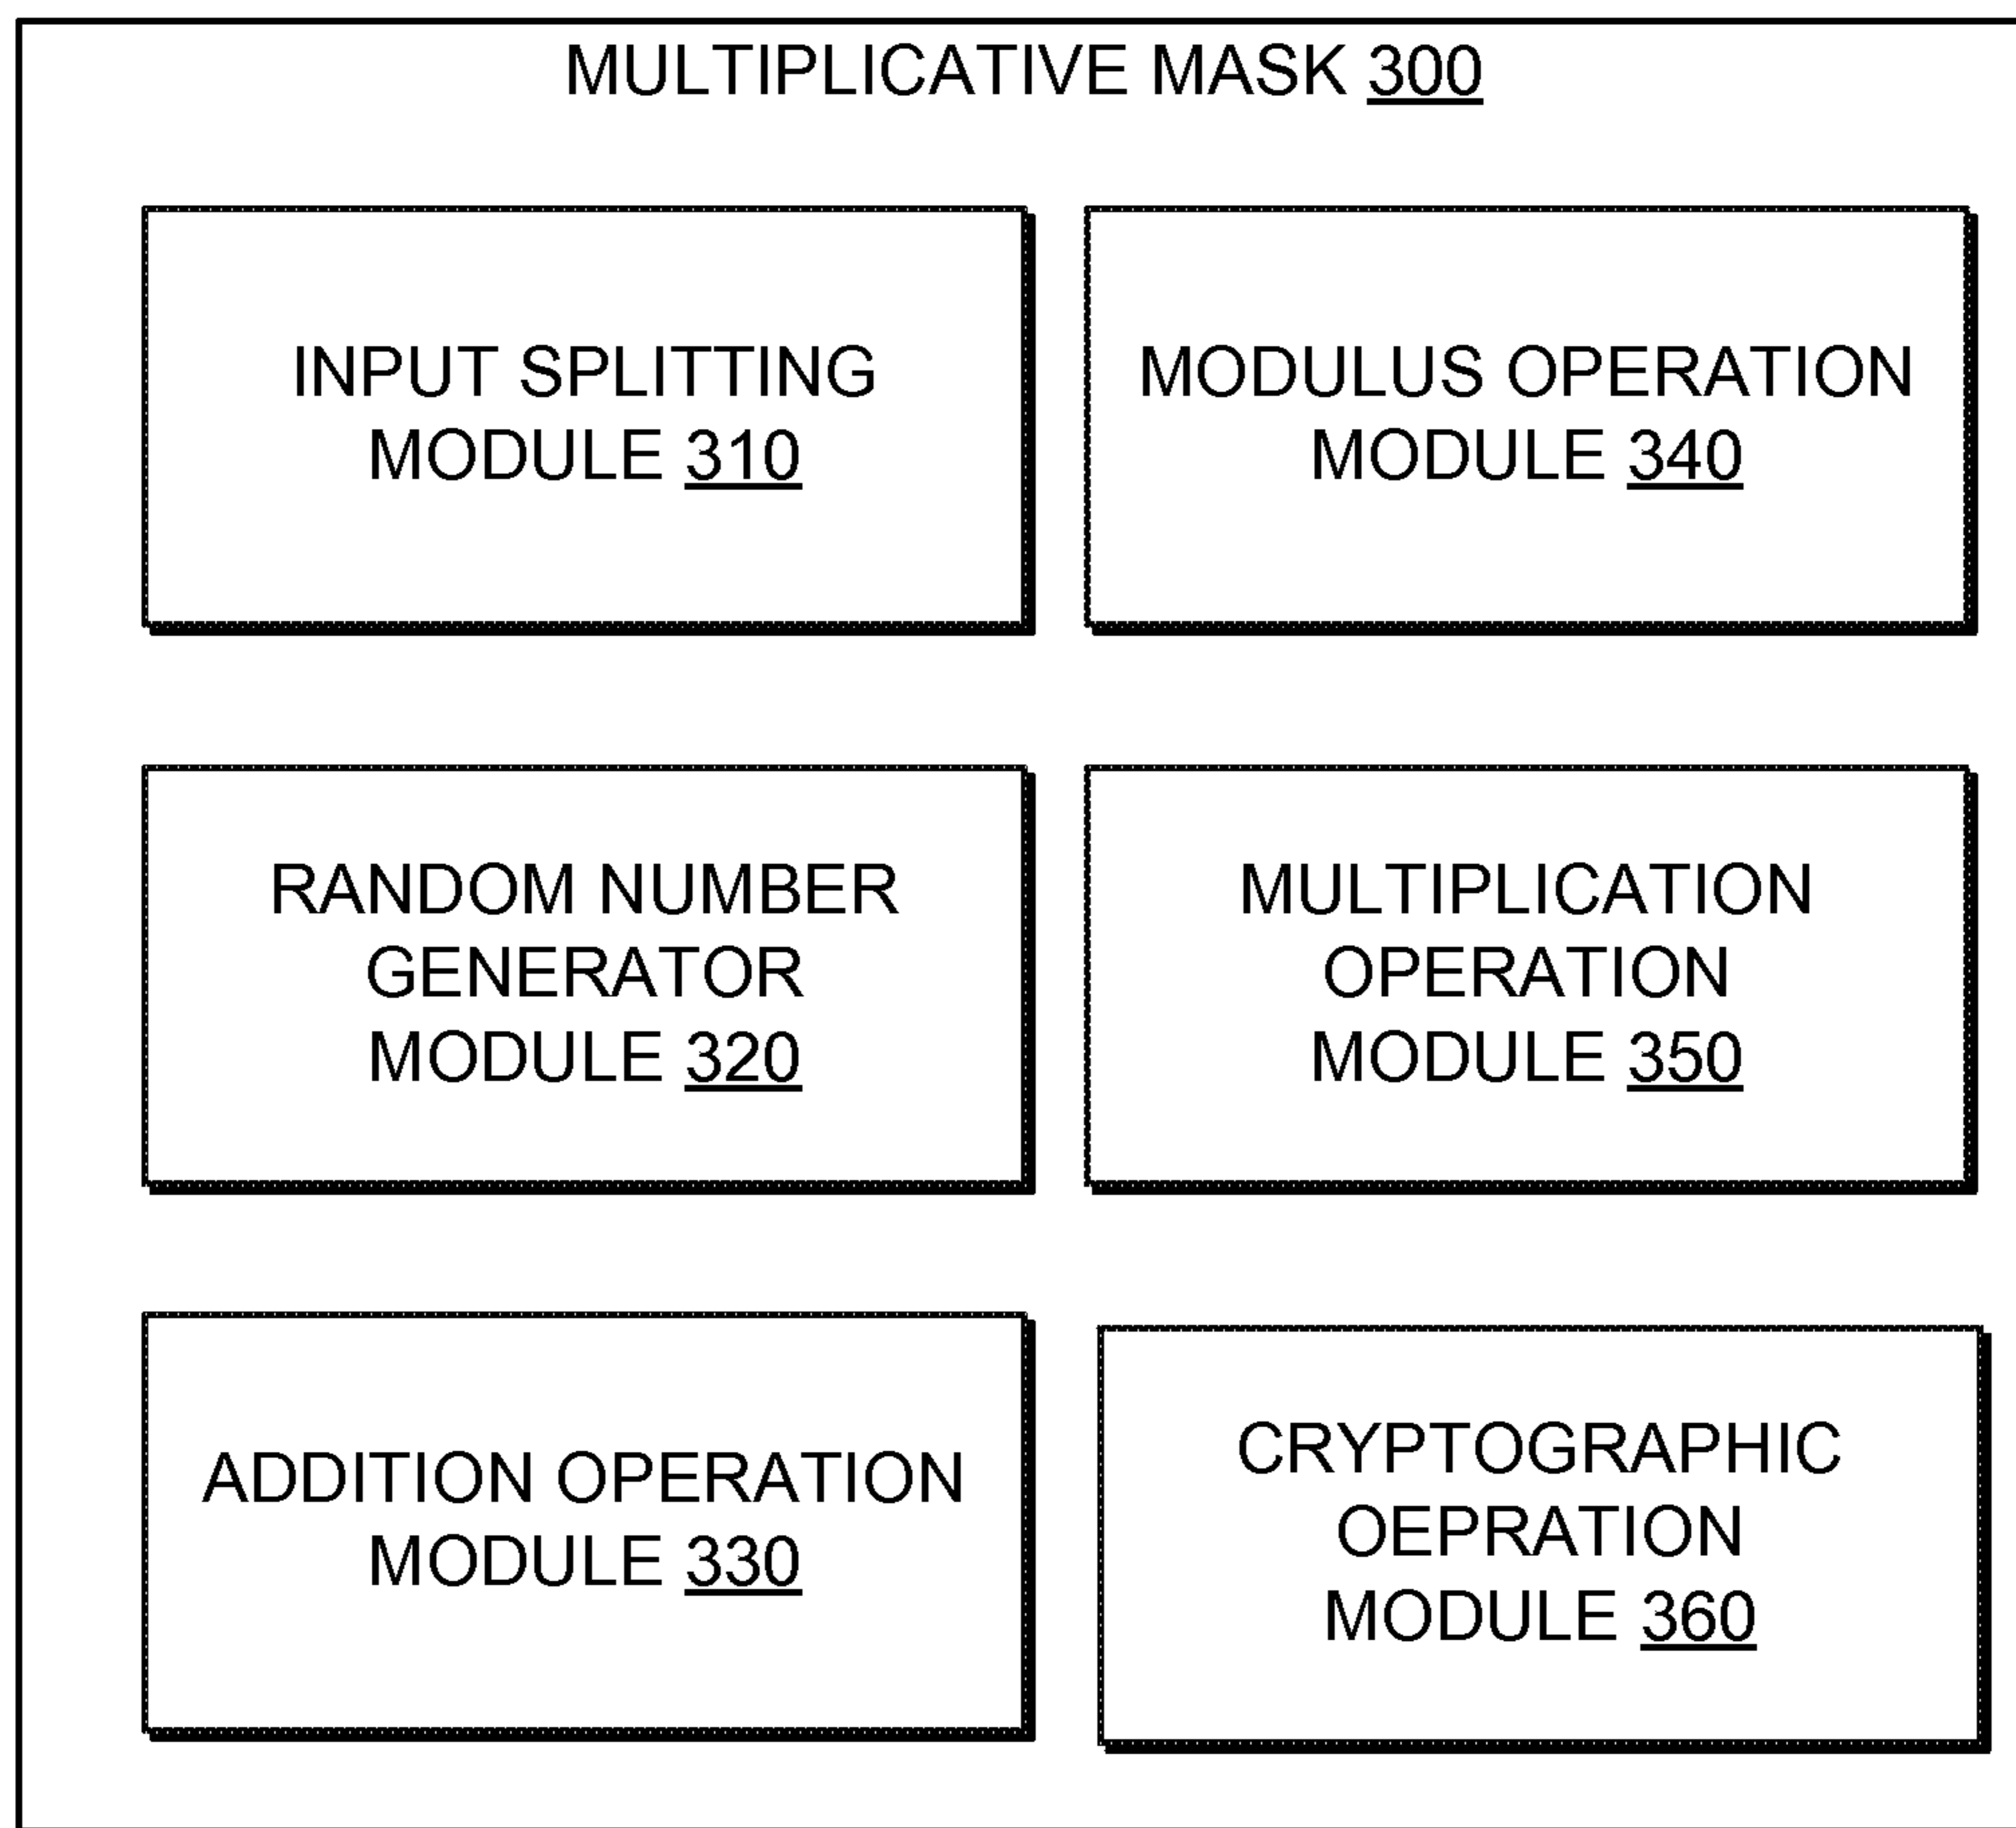 MULTIPLICATIVE MASK 300
INPUT SPLITTING
MODULE 310
MODULUS OPERATION
MODULE 340
RANDOM NUMBER
GENERATOR
MODULE 320
MULTIPLICATION
OPERATION
MODULE 350
ADDITION OPERATION
MODULE 330
CRYPTOGRAPHIC
OEPRATION
MODULE 360